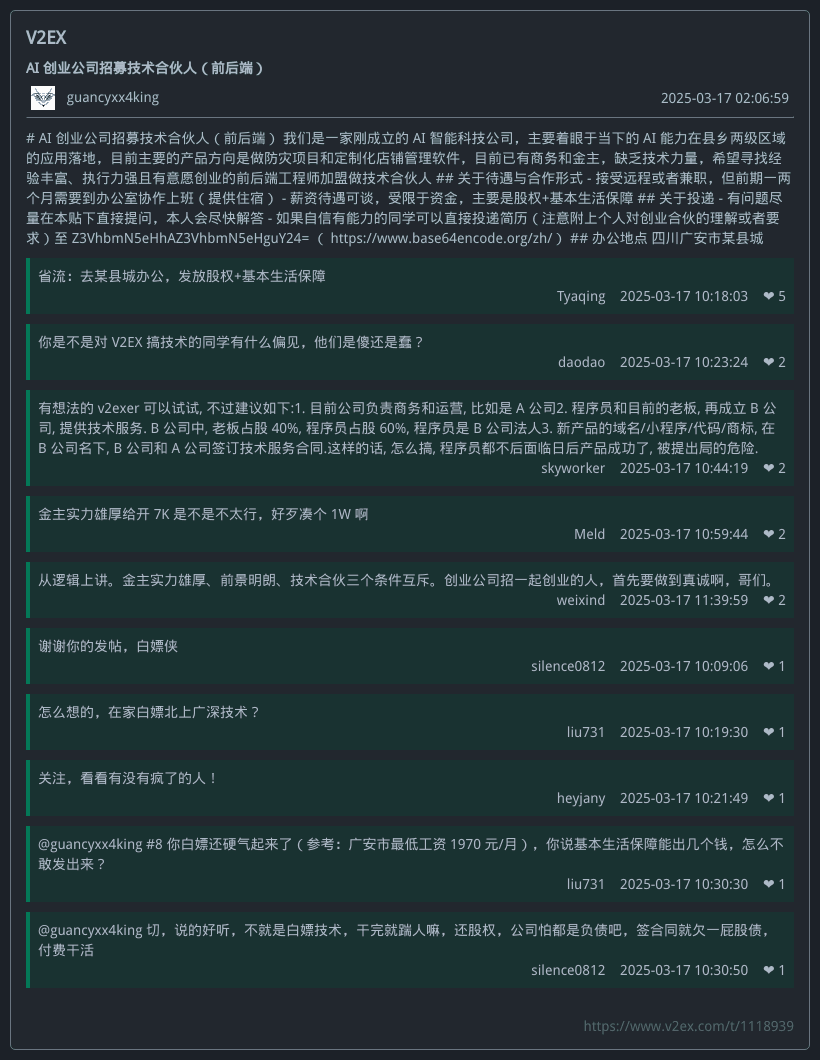 V2EX
AI 创业公司招募技术合伙人（前后端）
guancyxx4king 2025-03-17 02:06:59
# AI 创业公司招募技术合伙人（前后端） 我们是一家刚成立的 AI 智能科技公司，主要着眼于当下的 AI 能力在县乡两级区域
的应用落地，目前主要的产品方向是做防灾项目和定制化店铺管理软件，目前已有商务和金主，缺乏技术力量，希望寻找经
验丰富、执行力强且有意愿创业的前后端工程师加盟做技术合伙人 ## 关于待遇与合作形式 - 接受远程或者兼职，但前期一两
个月需要到办公室协作上班（提供住宿） - 薪资待遇可谈，受限于资金，主要是股权+基本生活保障 ## 关于投递 - 有问题尽
量在本贴下直接提问，本人会尽快解答 - 如果自信有能力的同学可以直接投递简历（注意附上个人对创业合伙的理解或者要
求）至 Z3VhbmN5eHhAZ3VhbmN5eHguY24= （ https://www.base64encode.org/zh/ ）## 办公地点 四川广安市某县城
省流：去某县城办公，发放股权+基本生活保障
Tyaqing 2025-03-17 10:18:03 ❤ 5
你是不是对 V2EX 搞技术的同学有什么偏见，他们是傻还是蠢？
daodao 2025-03-17 10:23:24 ❤ 2
有想法的 v2exer 可以试试, 不过建议如下:1. 目前公司负责商务和运营, 比如是 A 公司2. 程序员和目前的老板, 再成立 B 公
司, 提供技术服务. B 公司中, 老板占股 40%, 程序员占股 60%, 程序员是 B 公司法人3. 新产品的域名/小程序/代码/商标, 在
B 公司名下, B 公司和 A 公司签订技术服务合同.这样的话, 怎么搞, 程序员都不后面临日后产品成功了, 被提出局的危险.
skyworker 2025-03-17 10:44:19 ❤ 2
金主实力雄厚给开 7K 是不是不太行，好歹凑个 1W 啊
Meld 2025-03-17 10:59:44 ❤ 2
从逻辑上讲。金主实力雄厚、前景明朗、技术合伙三个条件互斥。创业公司招一起创业的人，首先要做到真诚啊，哥们。
weixind 2025-03-17 11:39:59 ❤ 2
谢谢你的发帖，白嫖侠
silence0812 2025-03-17 10:09:06 ❤ 1
怎么想的，在家白嫖北上广深技术？
liu731 2025-03-17 10:19:30 ❤ 1
关注，看看有没有疯了的人！
heyjany 2025-03-17 10:21:49 ❤ 1
@guancyxx4king #8 你白嫖还硬气起来了（参考：广安市最低工资 1970 元/月），你说基本生活保障能出几个钱，怎么不
敢发出来？
liu731 2025-03-17 10:30:30 ❤ 1
@guancyxx4king 切，说的好听，不就是白嫖技术，干完就踹人嘛，还股权，公司怕都是负债吧，签合同就欠一屁股债，
付费干活
silence0812 2025-03-17 10:30:50 ❤ 1
https://www.v2ex.com/t/1118939